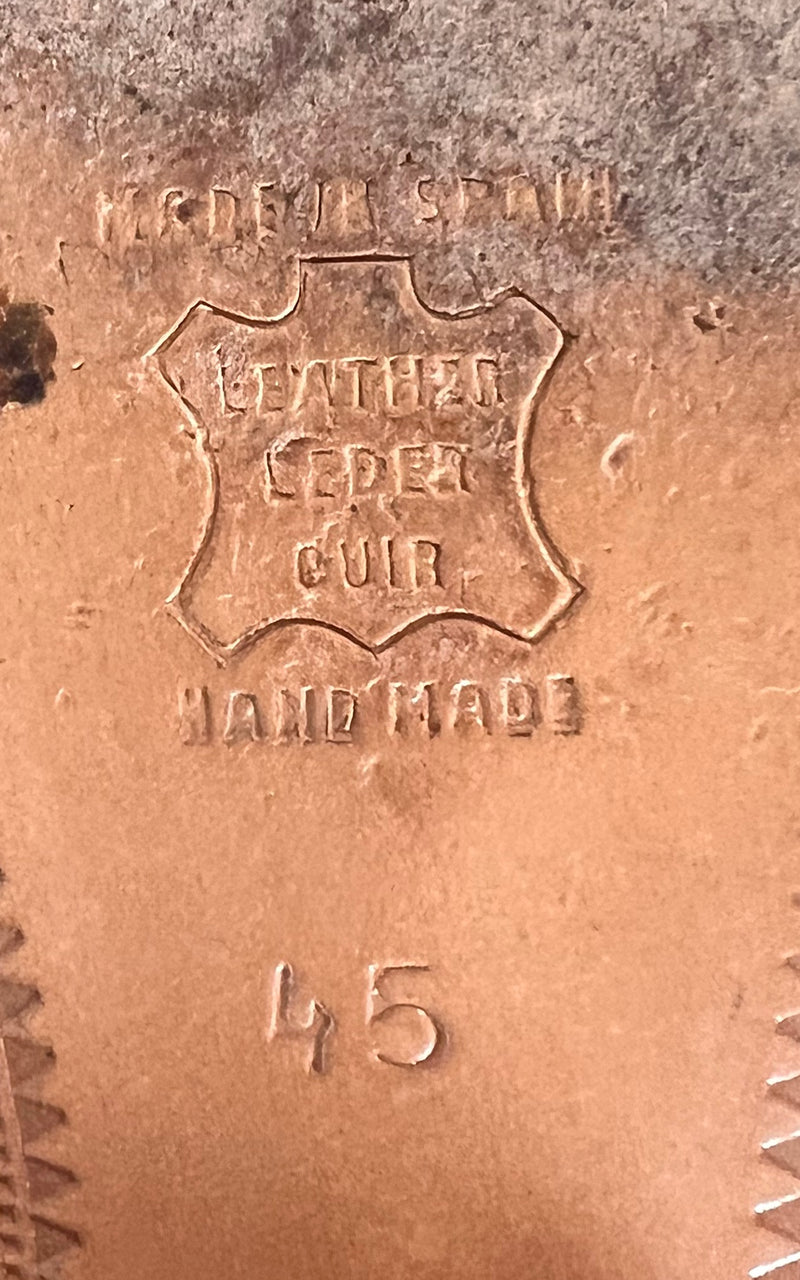 MADE IN SPAIN
LEATHER
LEDER
CUIR
HAND MADE
45